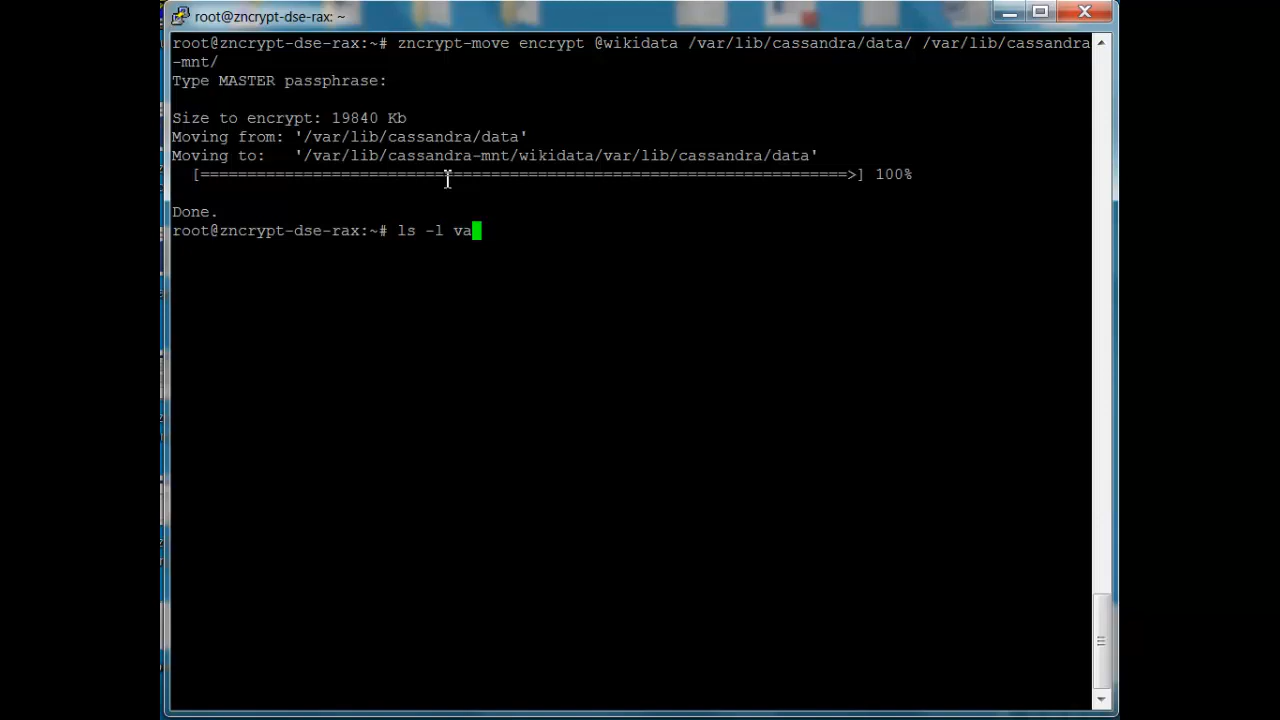 root@zncrypt-dse-rax: ~
root@zncrypt-dse-rax:~# zncrypt-move encrypt @wikidata /var/lib/cassandra/data/ /var/lib/cassandra
-mnt/
Type MASTER passphrase:
Size to encrypt: 19840 Kb
Moving from: '/var/lib/cassandra/data'
Moving to:   '/var/lib/cassandra-mnt/wikidata/var/lib/cassandra/data'
[=====================================================================>] 100%
Done.
root@zncrypt-dse-rax:~# ls -l va